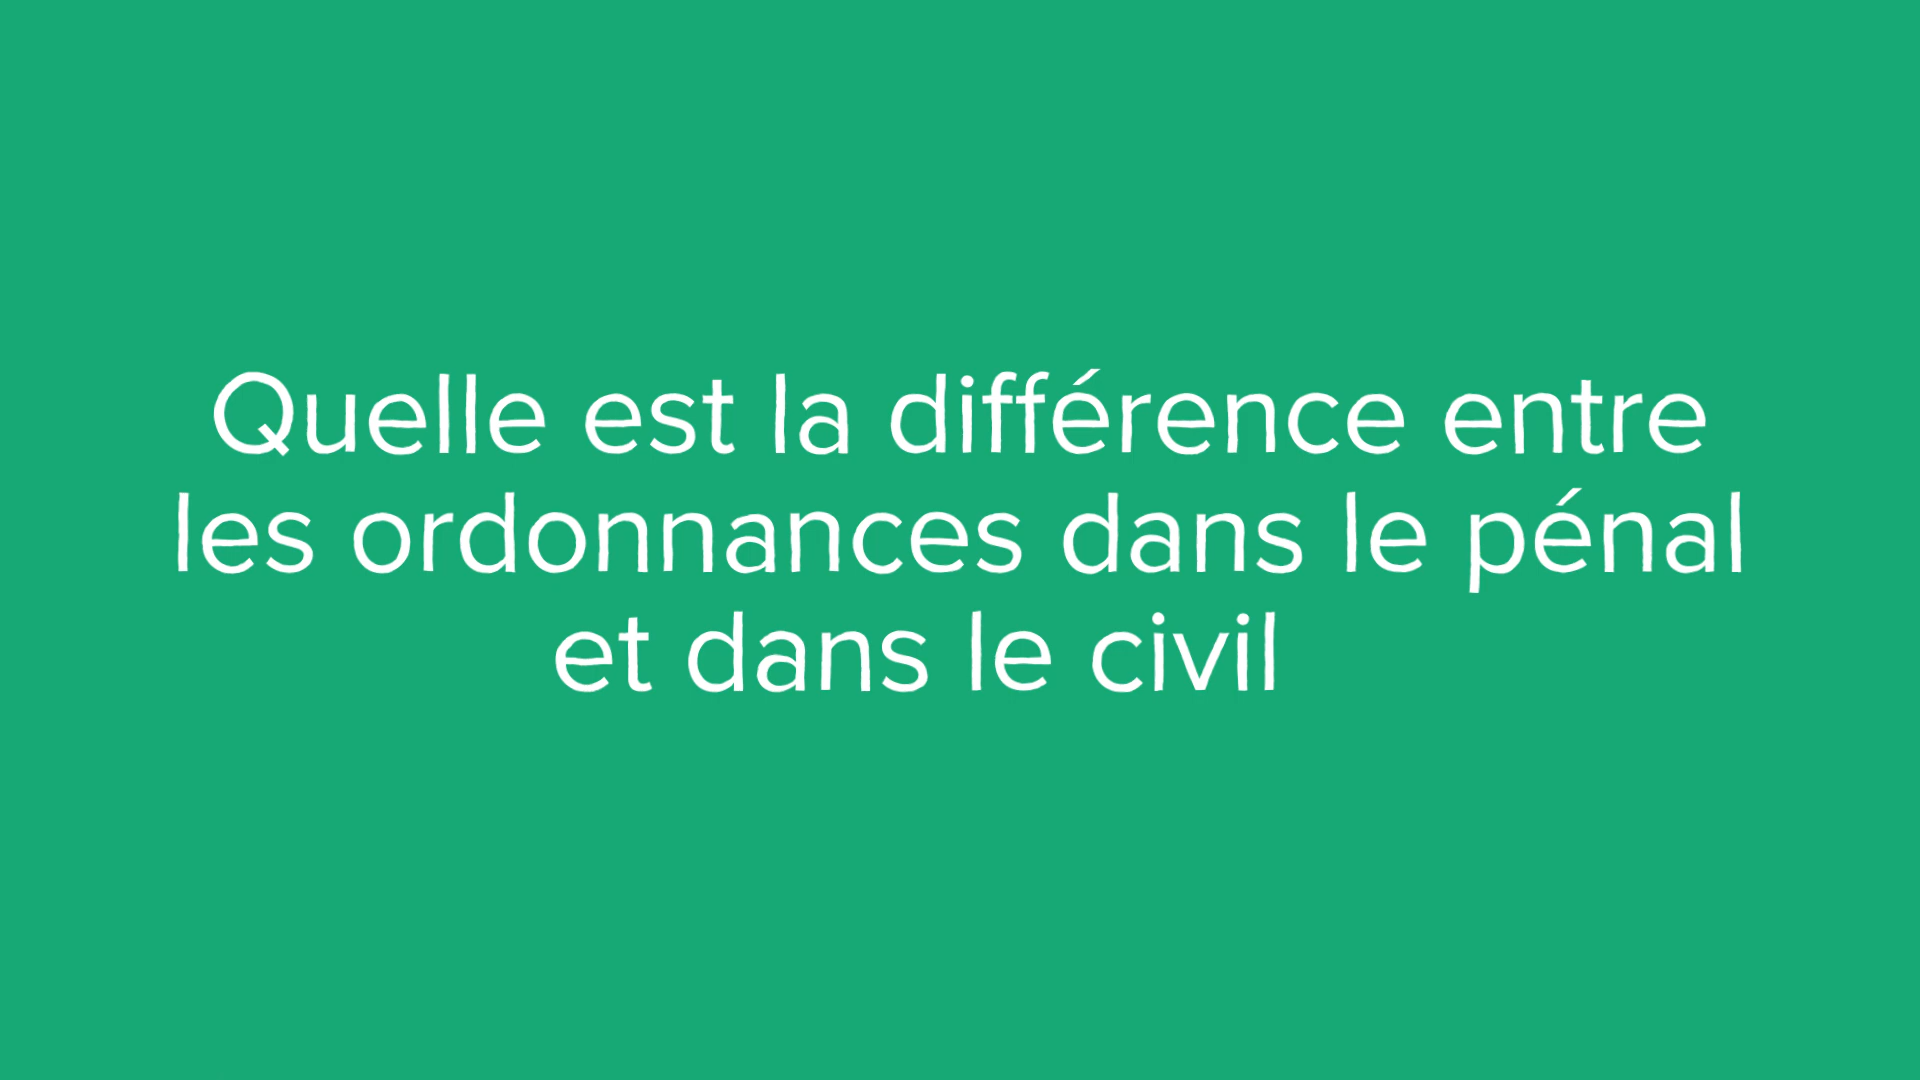 Quelle est la différence entre
les ordonnances dans le pénal
et dans le civil